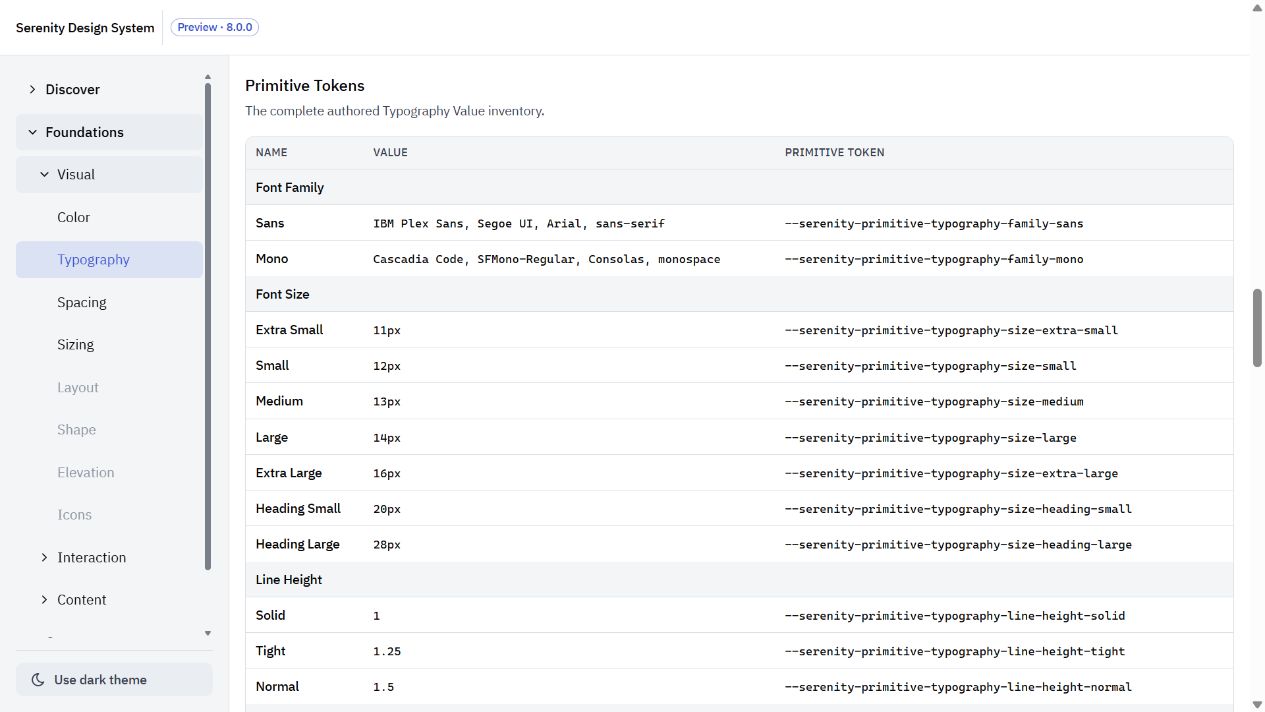 Serenity Design System
Preview · 8.0.0
Discover
Foundations
Visual
Color
Typography
Spacing
Sizing
Layout
Shape
Elevation
Icons
Interaction
Content
Use dark theme
Primitive Tokens
The complete authored Typography Value inventory.
NAME VALUE PRIMITIVE TOKEN
Font Family
Sans IBM Plex Sans, Segoe UI, Arial, sans-serif --serenity-primitive-typography-family-sans
Mono Cascadia Code, SFMono-Regular, Consolas, monospace --serenity-primitive-typography-family-mono
Font Size
Extra Small 11px --serenity-primitive-typography-size-extra-small
Small 12px --serenity-primitive-typography-size-small
Medium 13px --serenity-primitive-typography-size-medium
Large 14px --serenity-primitive-typography-size-large
Extra Large 16px --serenity-primitive-typography-size-extra-large
Heading Small 20px --serenity-primitive-typography-size-heading-small
Heading Large 28px --serenity-primitive-typography-size-heading-large
Line Height
Solid 1 --serenity-primitive-typography-line-height-solid
Tight 1.25 --serenity-primitive-typography-line-height-tight
Normal 1.5 --serenity-primitive-typography-line-height-normal